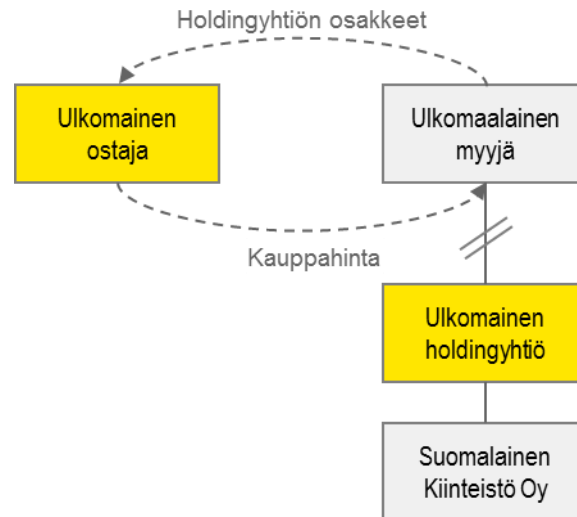 Holdingyhtiön osakkeet
Ulkomainen
ostaja
Ulkomaalainen
myyjä
Kauppahinta
Ulkomainen
holdingyhtiö
Suomalainen
Kiinteistö Oy